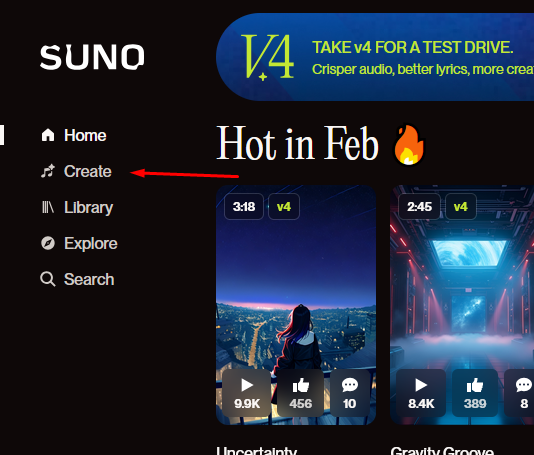 SUNO
V4
TAKE v4 FOR A TEST DRIVE.
Crisper audio, better lyrics, more crea
Home
Create
Library
Explore
Search
Hot in Feb
3:18
v4
9.9K
456
10
Uncertainty
2:45
v4
8.4K
389
8
Gravity Groove